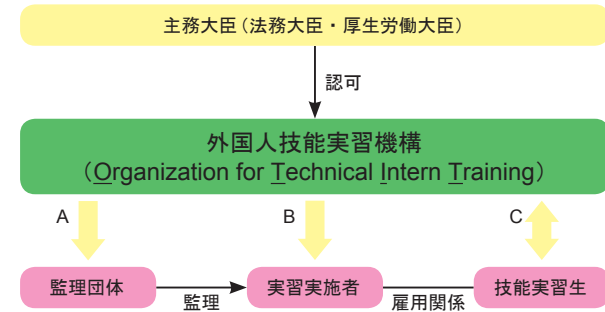 主務大臣(法務大臣・厚生労働大臣)
認可
外国人技能実習機構
(Organization for Technical Intern Training)
A
B
C
監理団体
監理
実習実施者
雇用関係
技能実習生